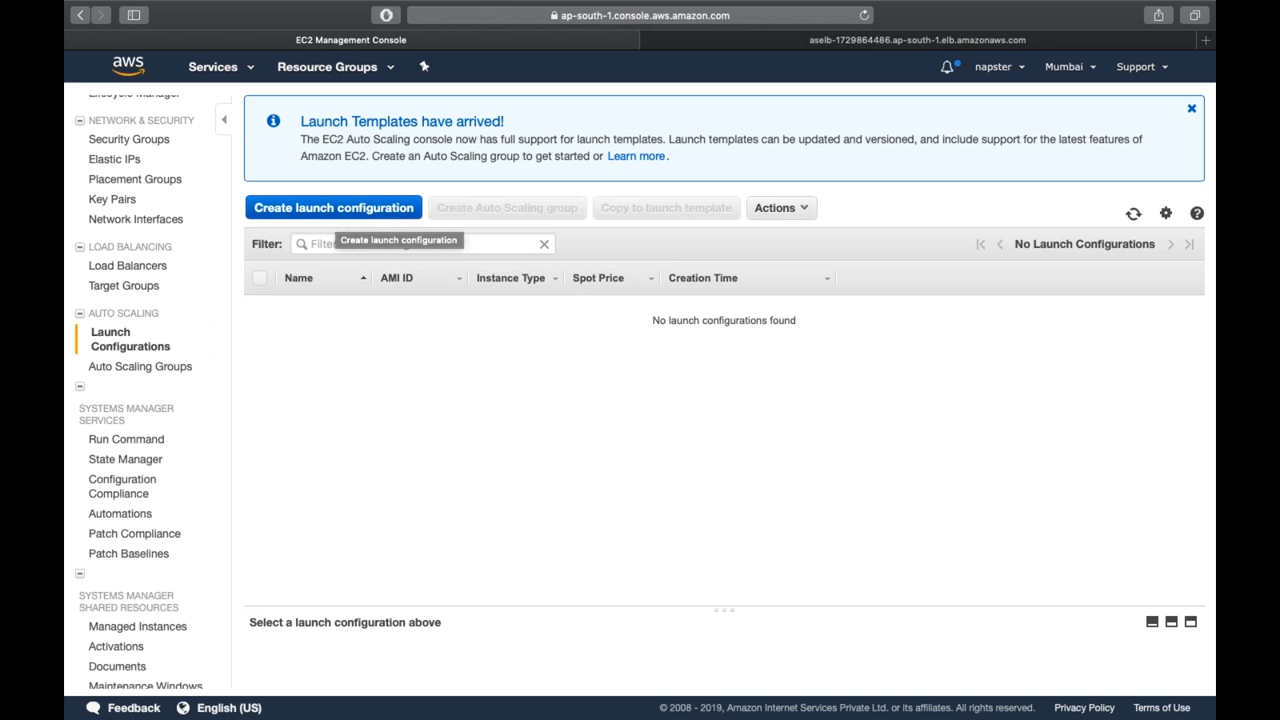 ap-south-1.console.aws.amazon.com
EC2 Management Console
aselb-1729864486.ap-south-1.elb.amazonaws.com
aws
Services
Resource Groups
napster
Mumbai
Support
Lifecycle Manager
NETWORK & SECURITY
Security Groups
Elastic IPs
Placement Groups
Key Pairs
Network Interfaces
LOAD BALANCING
Load Balancers
Target Groups
AUTO SCALING
Launch
Configurations
Auto Scaling Groups
SYSTEMS MANAGER
SERVICES
Run Command
State Manager
Configuration
Compliance
Automations
Patch Compliance
Patch Baselines
SYSTEMS MANAGER
SHARED RESOURCES
Managed Instances
Activations
Documents
Maintenance Windows
Launch Templates have arrived!
The EC2 Auto Scaling console now has full support for launch templates. Launch templates can be updated and versioned, and include support for the latest features of
Amazon EC2. Create an Auto Scaling group to get started or Learn more.
Create launch configuration
Create Auto Scaling group
Copy to launch template
Actions
Filter:
Create launch configuration
No Launch Configurations
Name
AMI ID
Instance Type
Spot Price
Creation Time
No launch configurations found
Select a launch configuration above
Feedback
English (US)
© 2008 - 2019, Amazon Internet Services Private Ltd. or its affiliates. All rights reserved.
Privacy Policy
Terms of Use